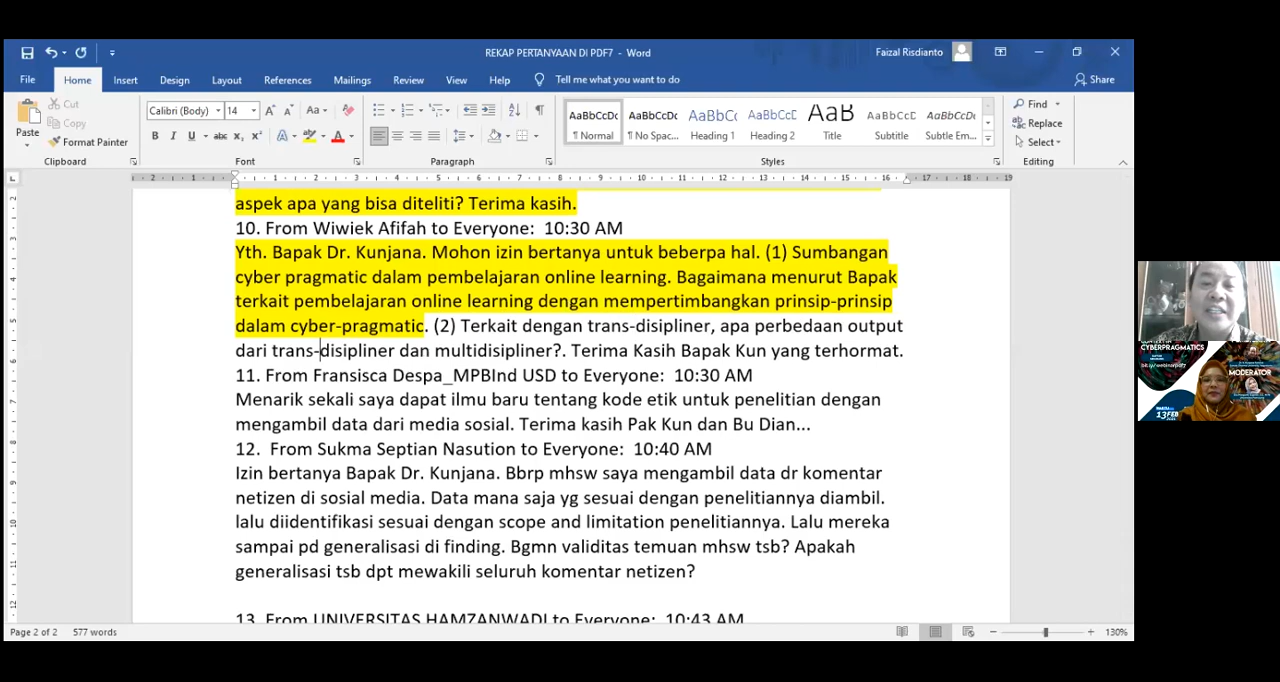 REKAP PERTANYAAN DI PDF7 - Word
Faizal Risdianto
File Home Insert Design Layout References Mailings Review View Help Tell me what you want to do Share
Paste
Cut
Copy
Format Painter
Clipboard
Calibri (Body) 14
Font
Paragraph
AaBbCcDc AaBbCcDc AaBbCc AaBbCcD AaB AaBbCcD AaBbCcDc
¶ Normal ¶ No Spac... Heading 1 Heading 2 Title Subtitle Subtle Em...
Styles
Find
Replace
Select
Editing
aspek apa yang bisa diteliti? Terima kasih.
10. From Wiwiek Afifah to Everyone: 10:30 AM
Yth. Bapak Dr. Kunjana. Mohon izin bertanya untuk beberpa hal. (1) Sumbangan
cyber pragmatic dalam pembelajaran online learning. Bagaimana menurut Bapak
terkait pembelajaran online learning dengan mempertimbangkan prinsip-prinsip
dalam cyber-pragmatic. (2) Terkait dengan trans-disipliner, apa perbedaan output
dari trans-disipliner dan multidisipliner?. Terima Kasih Bapak Kun yang terhormat.
11. From Fransisca Despa_MPBInd USD to Everyone: 10:30 AM
Menarik sekali saya dapat ilmu baru tentang kode etik untuk penelitian dengan
mengambil data dari media sosial. Terima kasih Pak Kun dan Bu Dian...
12. From Sukma Septian Nasution to Everyone: 10:40 AM
Izin bertanya Bapak Dr. Kunjana. Bbrp mhsw saya mengambil data dr komentar
netizen di sosial media. Data mana saja yg sesuai dengan penelitiannya diambil.
lalu diidentifikasi sesuai dengan scope and limitation penelitiannya. Lalu mereka
sampai pd generalisasi di finding. Bgmn validitas temuan mhsw tsb? Apakah
generalisasi tsb dpt mewakili seluruh komentar netizen?
13. From UNIVERSITAS HAMZANWADI to Everyone: 10:43 AM
Page 2 of 2 577 words 130%
CYBERPRAGMATICS
bit.ly/webinarpdf7
MODERATOR
13 FEB